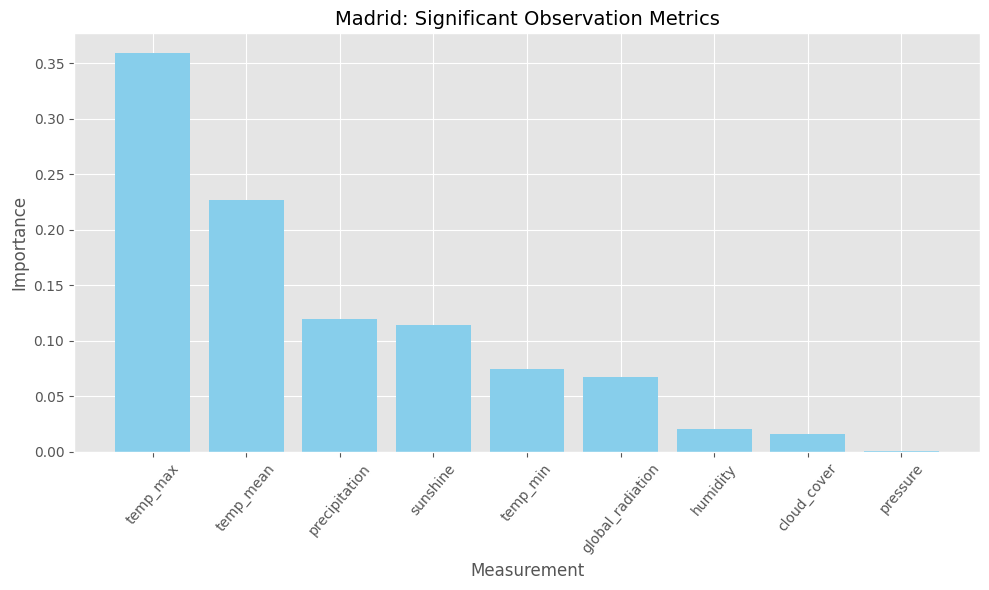 Madrid: Significant Observation Metrics
Importance
0.35
0.30
0.25
0.20
0.15
0.10
0.05
0.00
temp_max
temp_mean
precipitation
sunshine
temp_min
global_radiation
humidity
cloud_cover
pressure
Measurement